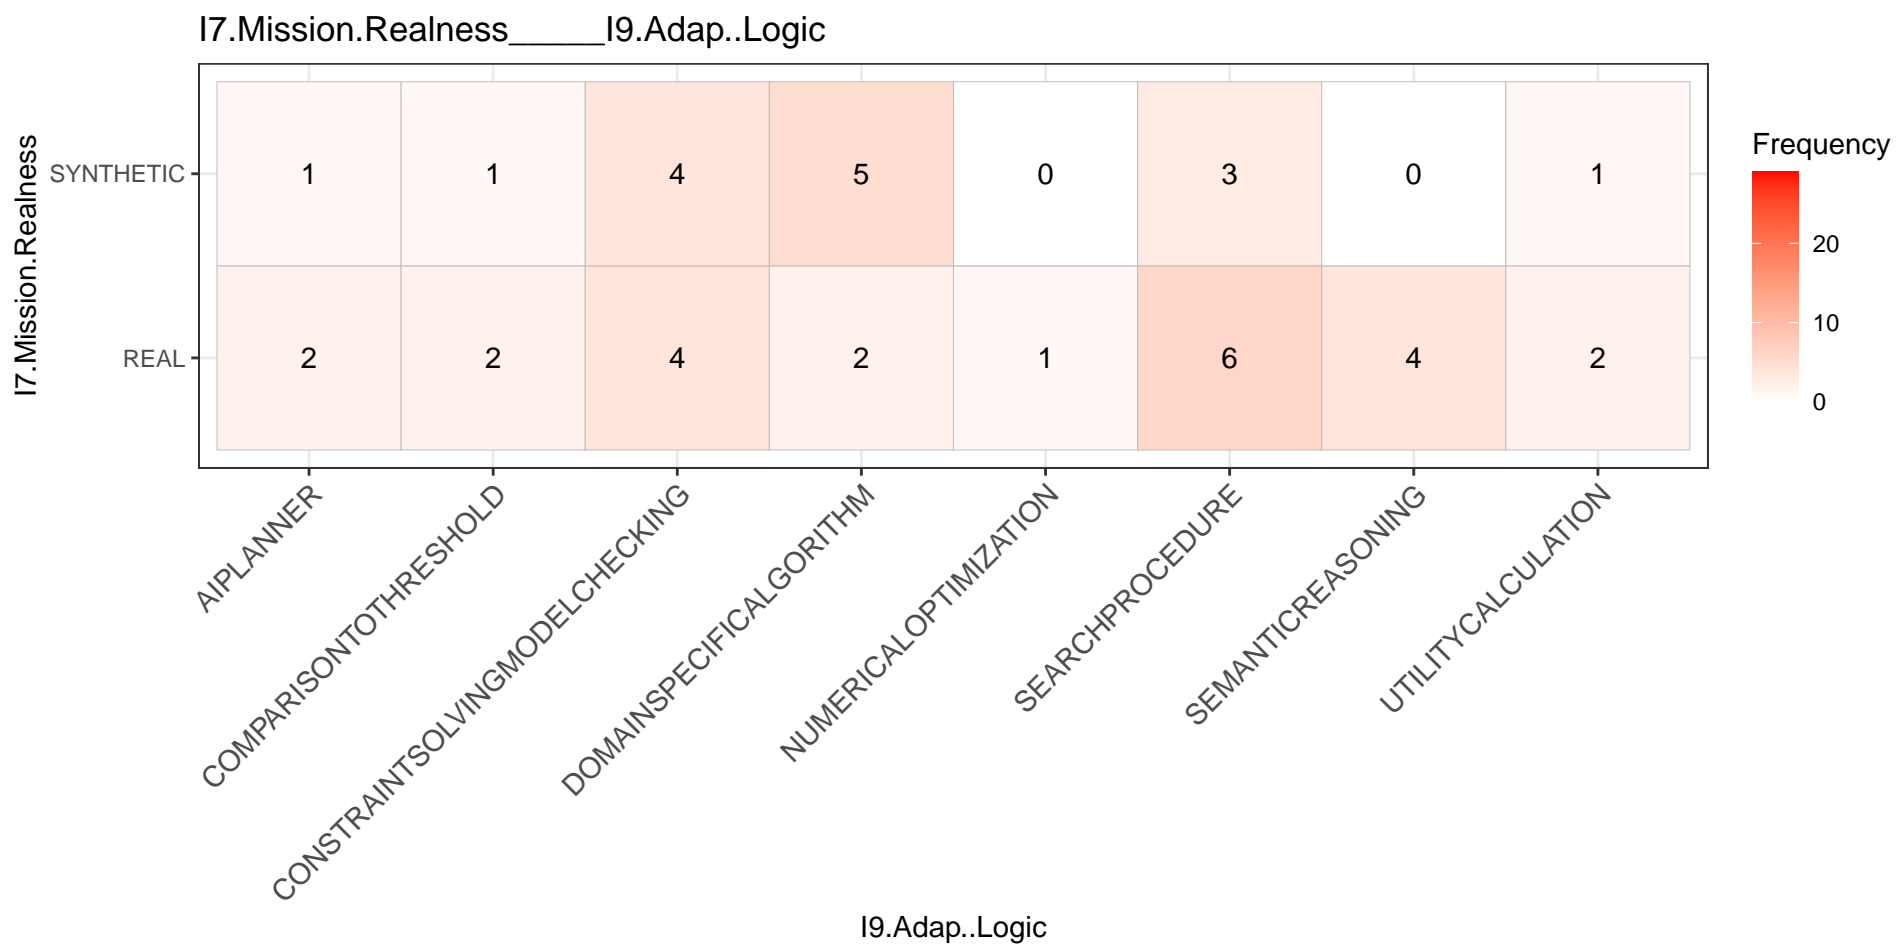 I7.Mission.Realness_____I9.Adap..Logic
I7.Mission.Realness
SYNTHETIC
1 1 4 5 0 3 0 1
REAL
2 2 4 2 1 6 4 2
AIPLANNER
COMPARISONTOTHRESHOLD
CONSTRAINTSOLVINGMODELCHECKING
DOMAINSPECIFICALGORITHM
NUMERICALOPTIMIZATION
SEARCHPROCEDURE
SEMANTICREASONING
UTILITYCALCULATION
I9.Adap..Logic
Frequency
20
10
0